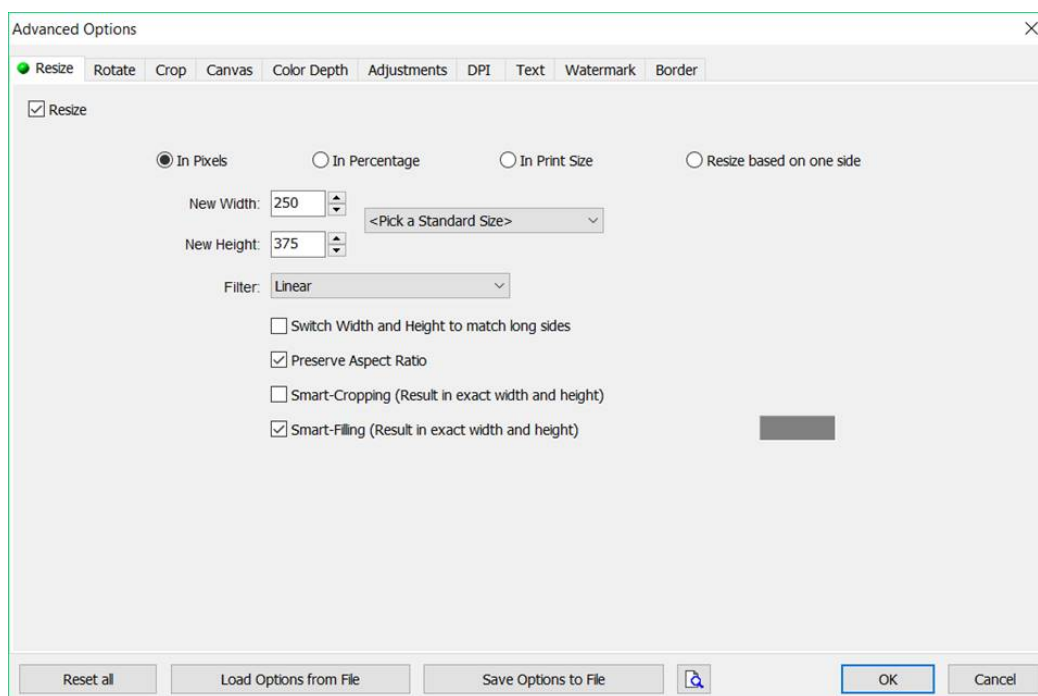 Advanced Options
Resize Rotate Crop Canvas Color Depth Adjustments DPI Text Watermark Border
Resize
In Pixels In Percentage In Print Size Resize based on one side
New Width: 250
<Pick a Standard Size>
New Height: 375
Filter: Linear
Switch Width and Height to match long sides
Preserve Aspect Ratio
Smart-Cropping (Result in exact width and height)
Smart-Filling (Result in exact width and height)
Reset all Load Options from File Save Options to File OK Cancel